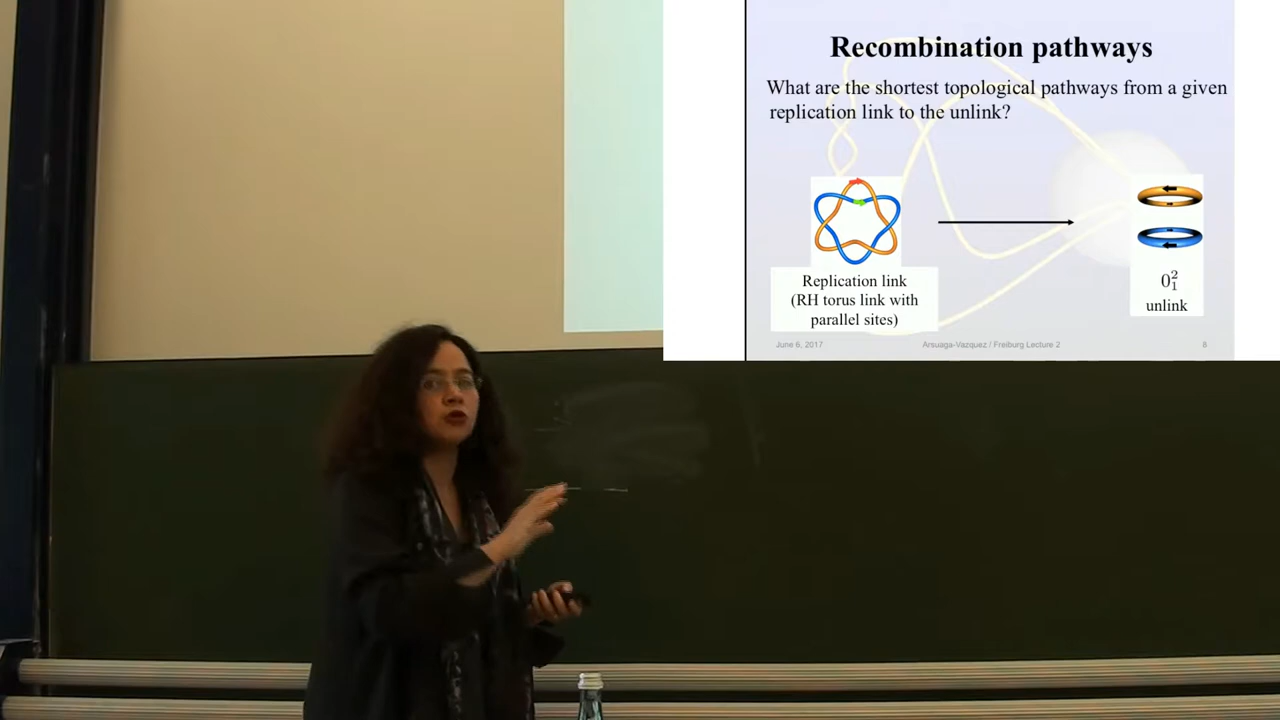 Recombination pathways
What are the shortest topological pathways from a given
replication link to the unlink?
Replication link
(RH torus link with
parallel sites)
0₁²
unlink
June 6, 2017
Arsuaga-Vazquez / Freiburg Lecture 2
8